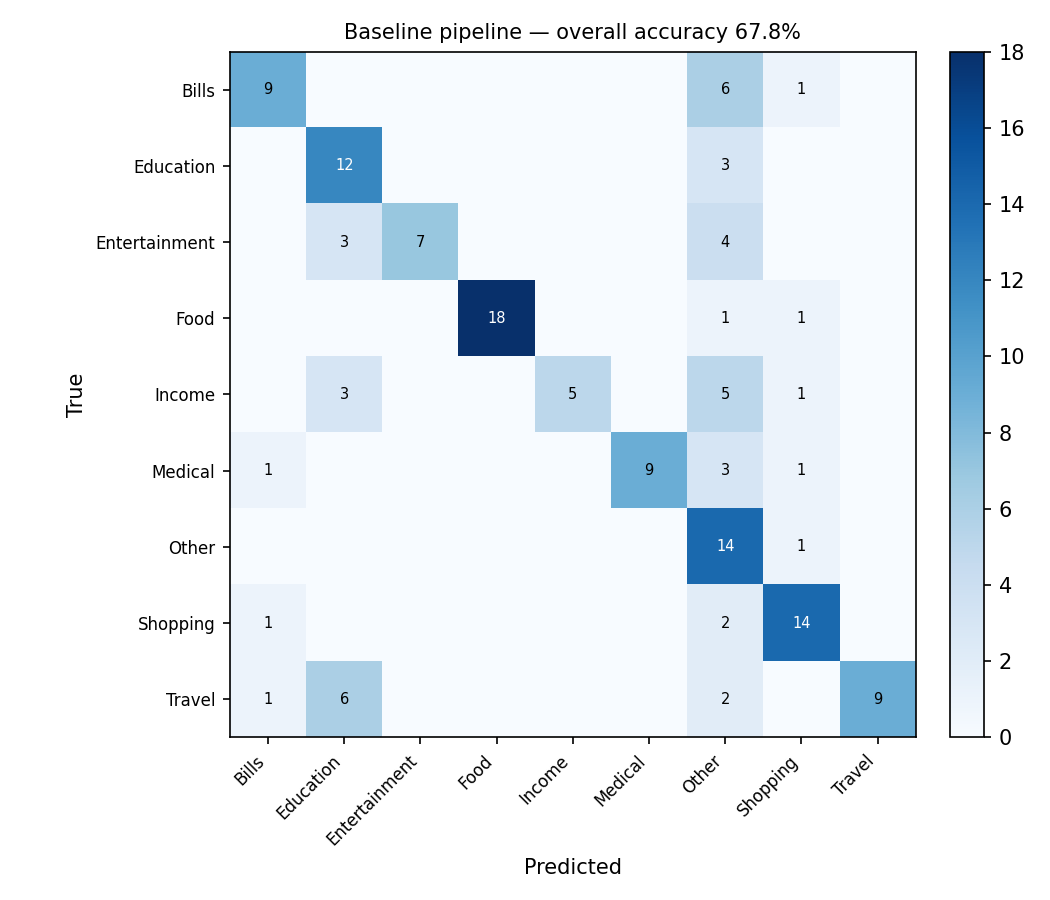 Baseline pipeline — overall accuracy 67.8%
Bills 9 6 1
Education 12 3
Entertainment 3 7 4
Food 18 1 1
Income 3 5 5 1
Medical 1 9 3 1
Other 14 1
Shopping 1 2 14
Travel 1 6 2 9
True
Bills Education Entertainment Food Income Medical Other Shopping Travel
Predicted
18
16
14
12
10
8
6
4
2
0